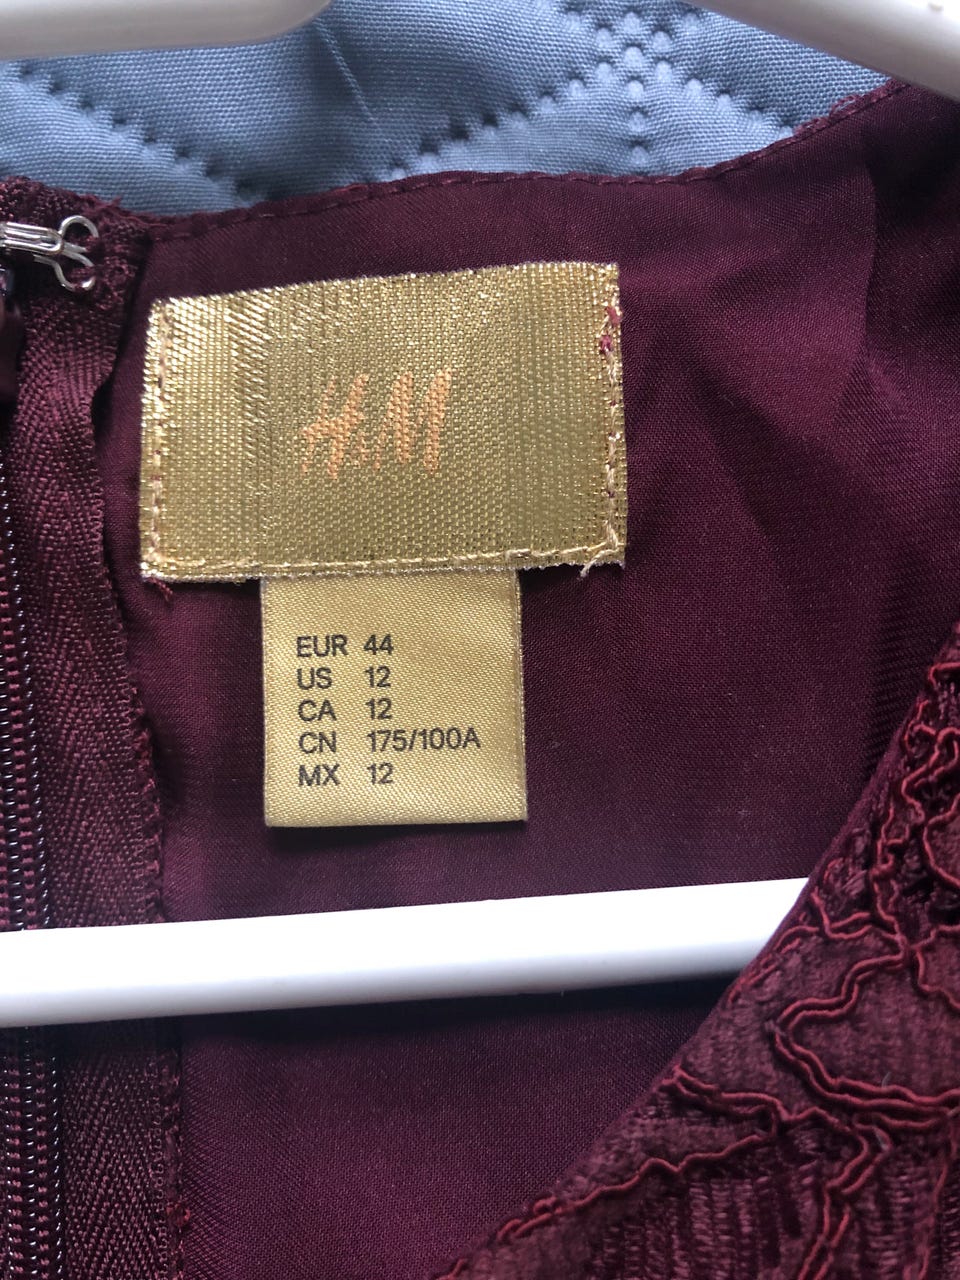 H&M
EUR 44
US 12
CA 12
CN 175/100A
MX 12